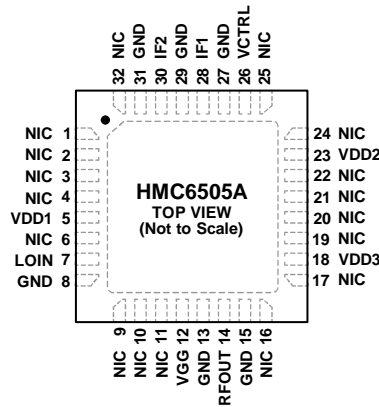 32 NIC
31 GND
30 IF2
29 GND
28 IF1
27 GND
26 VCTRL
25 NIC
NIC 1
NIC 2
NIC 3
NIC 4
VDD1 5
NIC 6
LOIN 7
GND 8
HMC6505A
TOP VIEW
(Not to Scale)
24 NIC
23 VDD2
22 NIC
21 NIC
20 NIC
19 NIC
18 VDD3
17 NIC
NIC 9
NIC 10
NIC 11
VGG 12
GND 13
RFOUT 14
GND 15
NIC 16